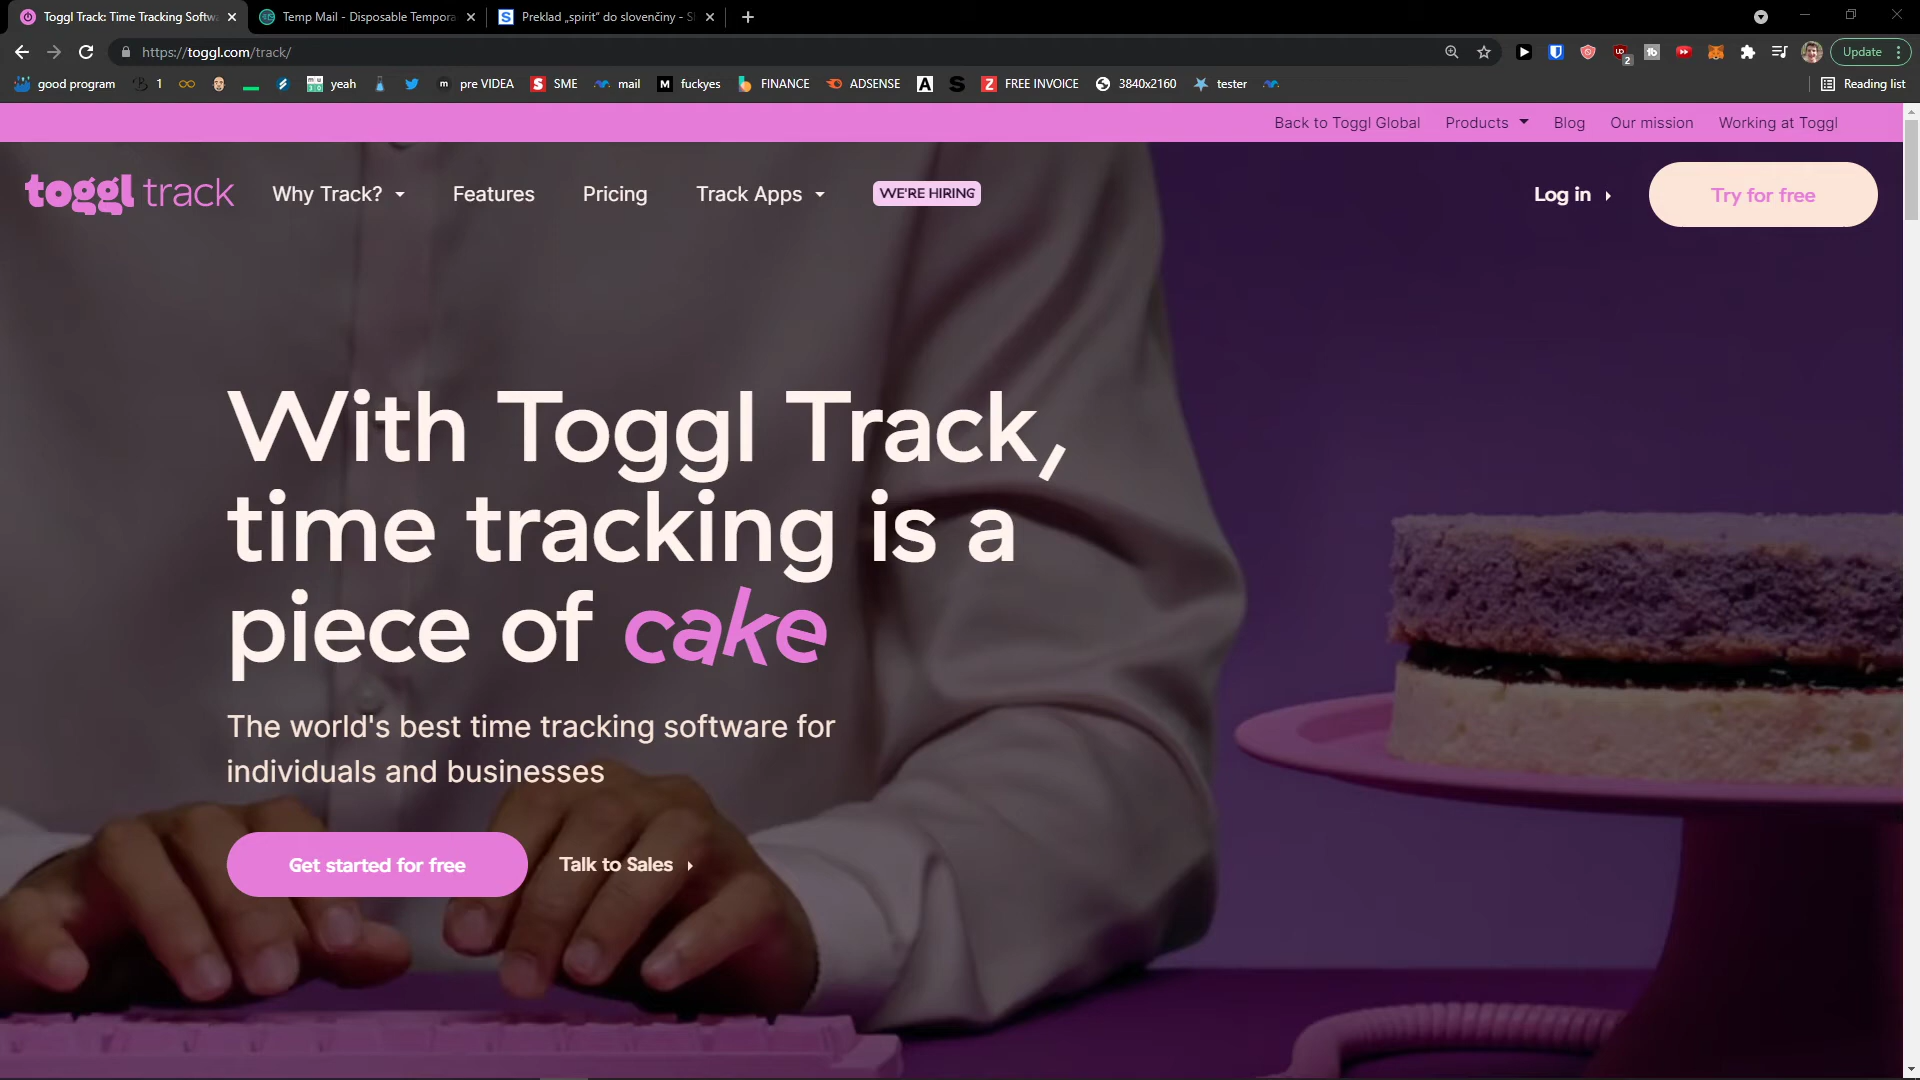 Toggl Track: Time Tracking Softw
Temp Mail - Disposable Tempora
Preklad „spirit“ do slovenčiny - Sl
https://toggl.com/track/
2
Update
good program
1
yeah
pre VIDEA
SME
mail
fuckyes
FINANCE
ADSENSE
FREE INVOICE
3840x2160
tester
Reading list
Back to Toggl Global
Products
Blog
Our mission
Working at Toggl
toggl track
Why Track?
Features
Pricing
Track Apps
WE'RE HIRING
Log in
Try for free
With Toggl Track,
time tracking is a
piece of cake
The world's best time tracking software for
individuals and businesses
Get started for free
Talk to Sales